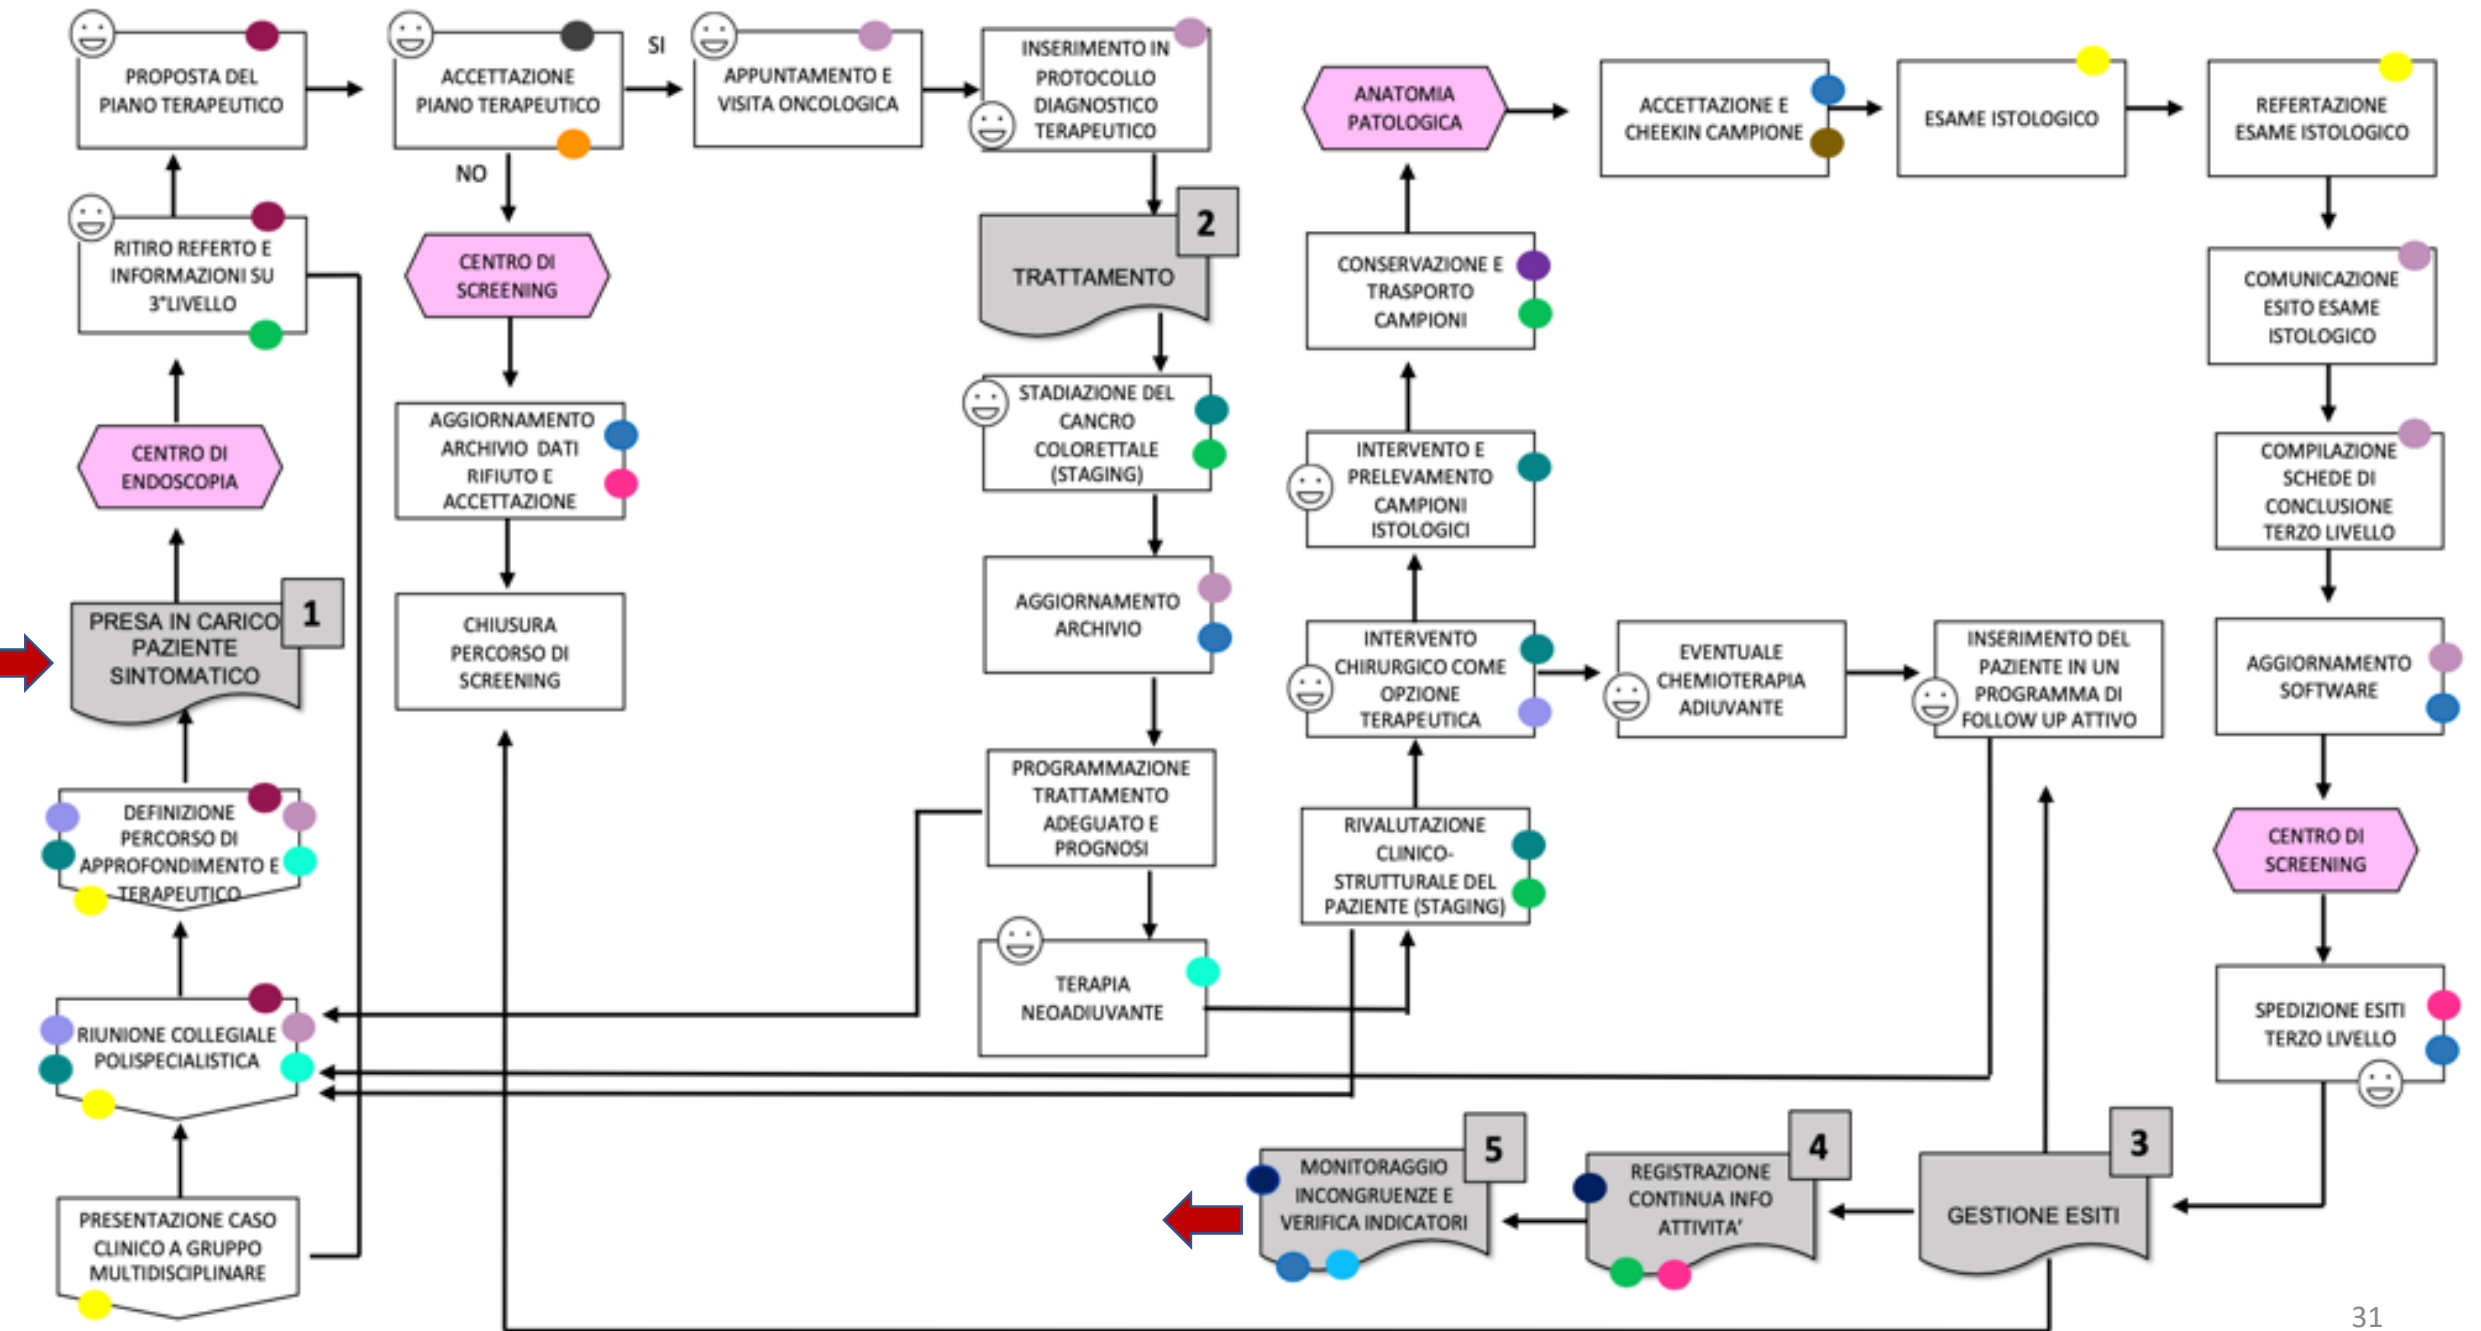 PROPOSTA DEL
PIANO TERAPEUTICO
ACCETTAZIONE
PIANO TERAPEUTICO
SI
NO
APPUNTAMENTO E
VISITA ONCOLOGICA
INSERIMENTO IN
PROTOCOLLO
DIAGNOSTICO
TERAPEUTICO
ANATOMIA
PATOLOGICA
ACCETTAZIONE E
CHEEKIN CAMPIONE
ESAME ISTOLOGICO
REFERTAZIONE
ESAME ISTOLOGICO
RITIRO REFERTO E
INFORMAZIONI SU
3°LIVELLO
CENTRO DI
SCREENING
2
TRATTAMENTO
CONSERVAZIONE E
TRASPORTO
CAMPIONI
COMUNICAZIONE
ESITO ESAME
ISTOLOGICO
CENTRO DI
ENDOSCOPIA
AGGIORNAMENTO
ARCHIVIO DATI
RIFIUTO E
ACCETTAZIONE
STADIAZIONE DEL
CANCRO
COLORETTALE
(STAGING)
INTERVENTO E
PRELEVAMENTO
CAMPIONI
ISTOLOGICI
COMPILAZIONE
SCHEDE DI
CONCLUSIONE
TERZO LIVELLO
1
PRESA IN CARICO
PAZIENTE
SINTOMATICO
CHIUSURA
PERCORSO DI
SCREENING
AGGIORNAMENTO
ARCHIVIO
INTERVENTO
CHIRURGICO COME
OPZIONE
TERAPEUTICA
EVENTUALE
CHEMIOTERAPIA
ADIUVANTE
INSERIMENTO DEL
PAZIENTE IN UN
PROGRAMMA DI
FOLLOW UP ATTIVO
AGGIORNAMENTO
SOFTWARE
DEFINIZIONE
PERCORSO DI
APPROFONDIMENTO E
TERAPEUTICO
PROGRAMMAZIONE
TRATTAMENTO
ADEGUATO E
PROGNOSI
RIVALUTAZIONE
CLINICO-
STRUTTURALE DEL
PAZIENTE (STAGING)
CENTRO DI
SCREENING
RIUNIONE COLLEGIALE
POLISPECIALISTICA
TERAPIA
NEOADIUVANTE
SPEDIZIONE ESITI
TERZO LIVELLO
PRESENTAZIONE CASO
CLINICO A GRUPPO
MULTIDISCIPLINARE
5
MONITORAGGIO
INCONGRUENZE E
VERIFICA INDICATORI
4
REGISTRAZIONE
CONTINUA INFO
ATTIVITA'
3
GESTIONE ESITI
31